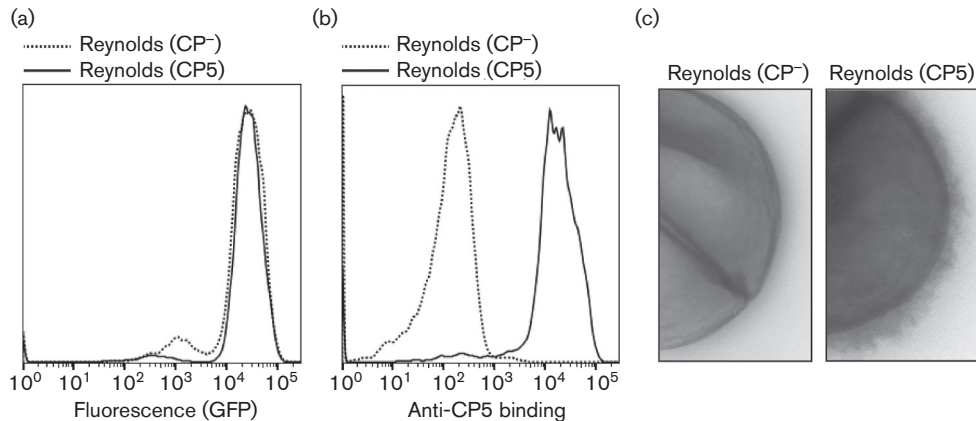 (a)
Reynolds (CP⁻)
Reynolds (CP5)
10⁰ 10¹ 10² 10³ 10⁴ 10⁵
Fluorescence (GFP)
(b)
Reynolds (CP⁻)
Reynolds (CP5)
10⁰ 10¹ 10² 10³ 10⁴ 10⁵
Anti-CP5 binding
(c)
Reynolds (CP⁻) Reynolds (CP5)